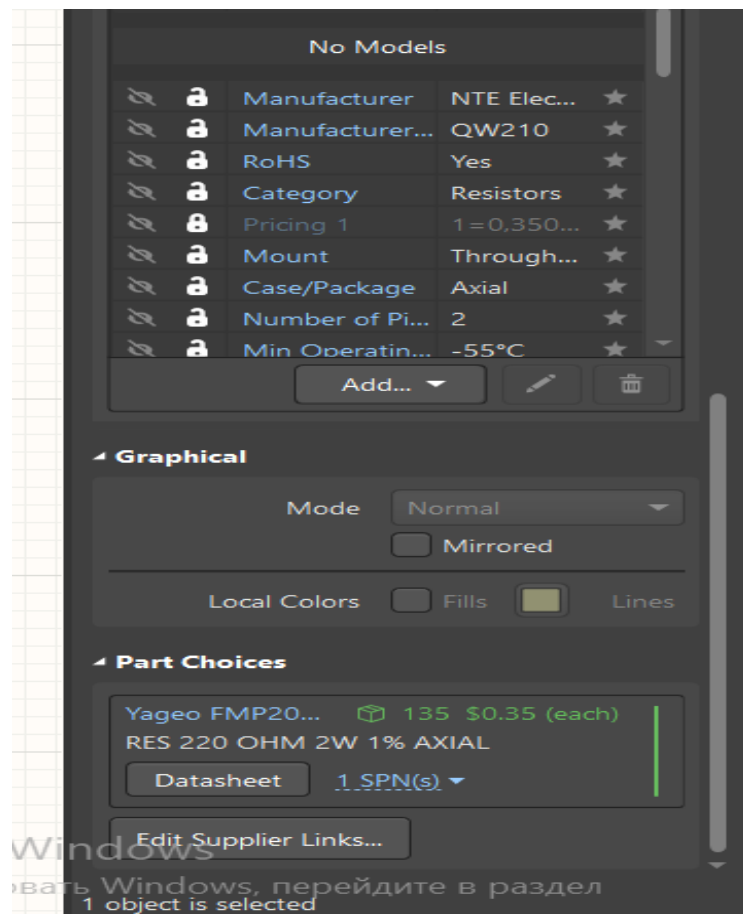 No Models
Manufacturer NTE Elec...
Manufacturer... QW210
RoHS Yes
Category Resistors
Pricing 1 1=0,350...
Mount Through...
Case/Package Axial
Number of Pi... 2
Min Operatin... -55°C
Add...
Graphical
Mode Normal
Mirrored
Local Colors Fills Lines
Part Choices
Yageo FMP20... 135 $0.35 (each)
RES 220 OHM 2W 1% AXIAL
Datasheet 1 SPN(s)
Edit Supplier Links...
Windows
овать Windows, перейдите в раздел
1 object is selected